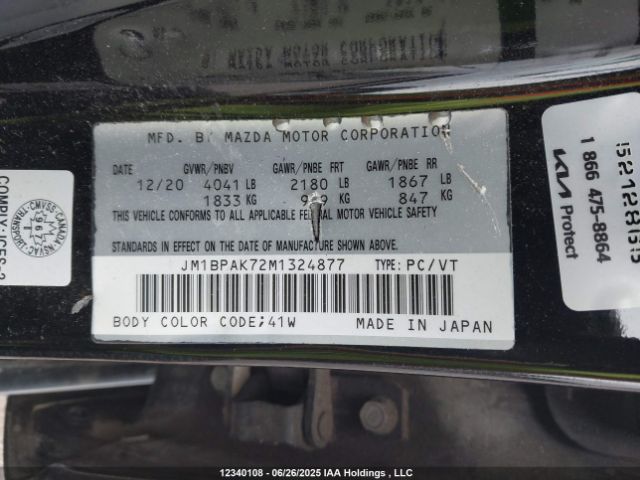 MFD. BY MAZDA MOTOR CORPORATION
DATE GVWR/PNBV GAWR/PNBE FRT GAWR/PNBE RR
12/20 4041 LB 2180 LB 1867 LB
1833 KG KG 847 KG
THIS VEHICLE CONFORMS TO ALL APPLICABLE FEDERAL MOTOR VEHICLE SAFETY
STANDARDS IN EFFECT ON THE DATE OF MANUFACTURE SHOWN ABOVE.
JM1BPAK72M1324877 TYPE: PC/VT
BODY COLOR CODE;41W MADE IN JAPAN
KIA Protect
1 866 475-8864
12340108 - 06/26/2025 IAA Holdings , LLC